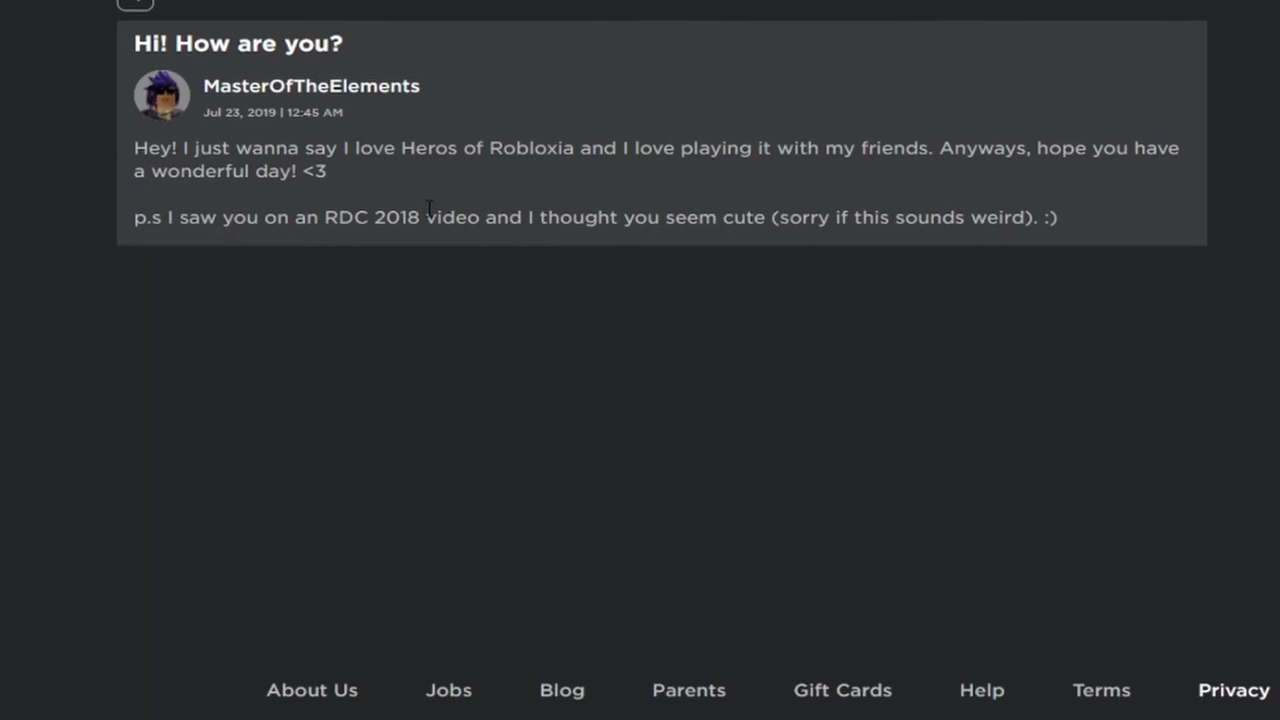 Hi! How are you?
MasterOfTheElements
Jul 23, 2019 | 12:45 AM
Hey! I just wanna say I love Heros of Robloxia and I love playing it with my friends. Anyways, hope you have
a wonderful day! <3
p.s I saw you on an RDC 2018 video and I thought you seem cute (sorry if this sounds weird). :)
About Us Jobs Blog Parents Gift Cards Help Terms Privacy